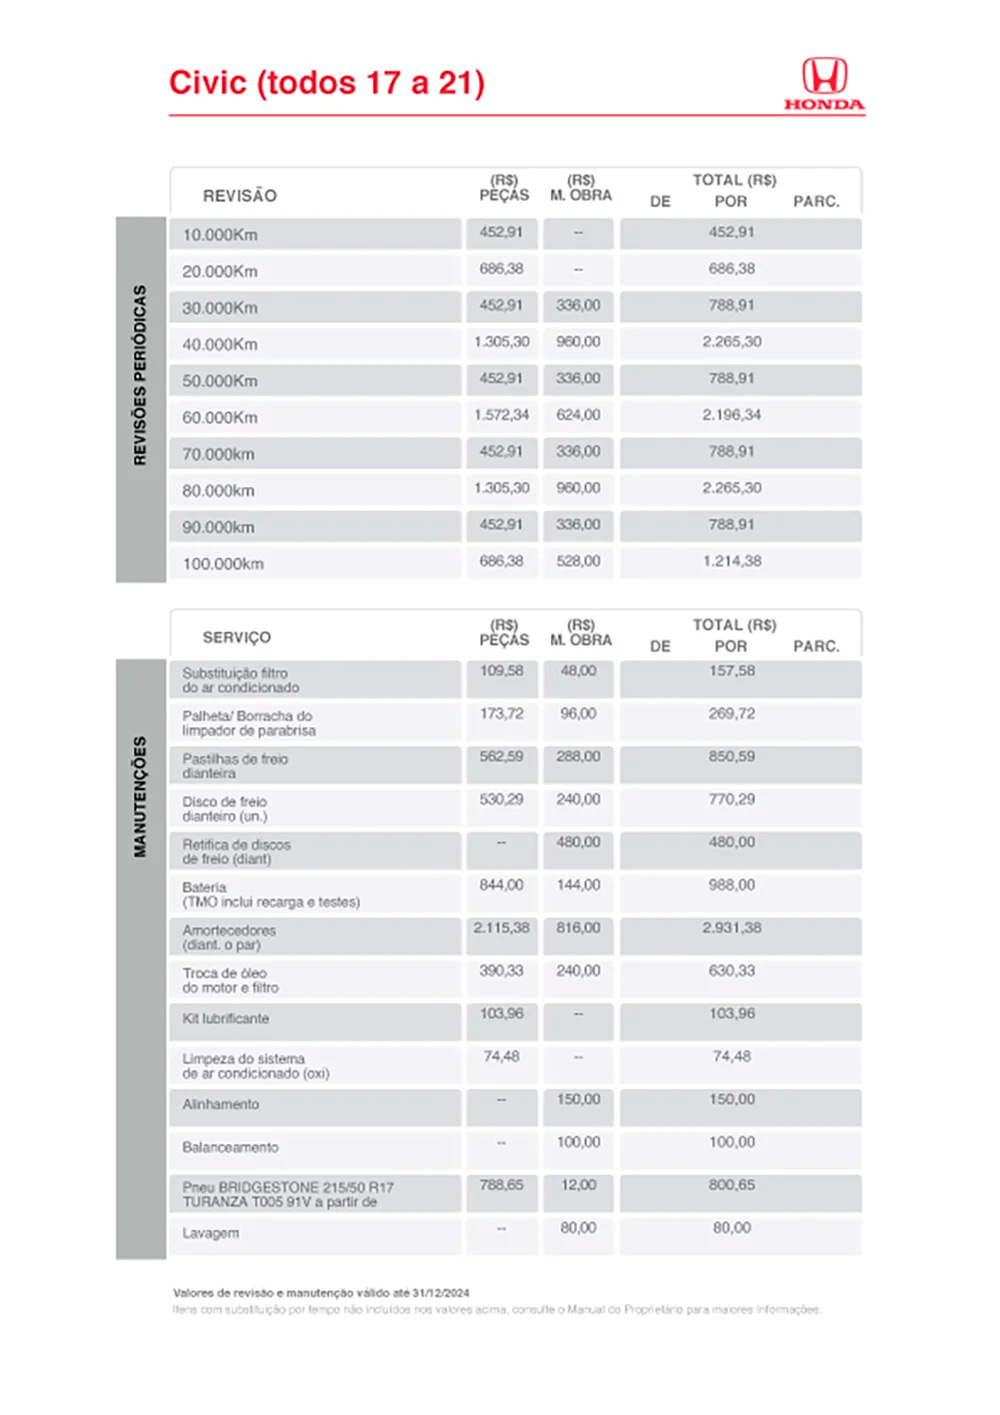 Civic (todos 17 a 21)
HONDA
REVISÃO (R$) PEÇAS (R$) M. OBRA TOTAL (R$) DE POR PARC.
REVISÕES PERIÓDICAS
10.000Km 452,91 -- 452,91
20.000Km 686,38 -- 686,38
30.000Km 452,91 336,00 788,91
40.000Km 1.305,30 960,00 2.265,30
50.000Km 452,91 336,00 788,91
60.000Km 1.572,34 624,00 2.196,34
70.000km 452,91 336,00 788,91
80.000km 1.305,30 960,00 2.265,30
90.000km 452,91 336,00 788,91
100.000km 686,38 528,00 1.214,38
SERVIÇO (R$) PEÇAS (R$) M. OBRA TOTAL (R$) DE POR PARC.
MANUTENÇÕES
Substituição filtro
do ar condicionado 109,58 48,00 157,58
Palheta/ Borracha do
limpador de parabrisa 173,72 96,00 269,72
Pastilhas de freio
dianteira 562,59 288,00 850,59
Disco de freio
dianteiro (un.) 530,29 240,00 770,29
Retifica de discos
de freio (diant) -- 480,00 480,00
Bateria
(TMO inclui recarga e testes) 844,00 144,00 988,00
Amortecedores
(diant. o par) 2.115,38 816,00 2.931,38
Troca de óleo
do motor e filtro 390,33 240,00 630,33
Kit lubrificante 103,96 -- 103,96
Limpeza do sistema
de ar condicionado (oxi) 74,48 -- 74,48
Alinhamento -- 150,00 150,00
Balanceamento -- 100,00 100,00
Pneu BRIDGESTONE 215/50 R17
TURANZA T005 91V a partir de 788,65 12,00 800,65
Lavagem -- 80,00 80,00
Valores de revisão e manutenção válido até 31/12/2024
Itens com substituição por tempo não incluídos nos valores acima, consulte o Manual do Proprietário para maiores Informações.